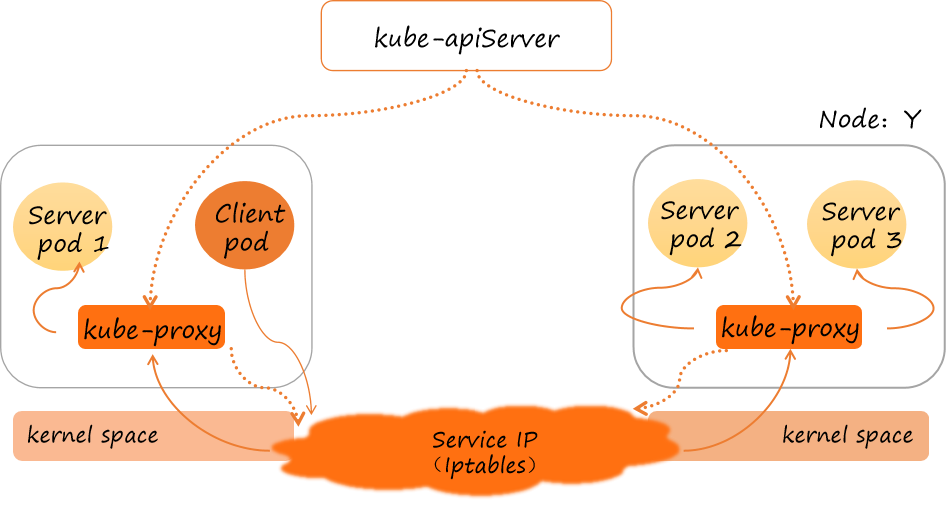 kube-apiServer
Node：Y
Server
pod 1
Client
pod
Server
pod 2
Server
pod 3
kube-proxy
kube-proxy
kernel space
Service IP
（Iptables）
kernel space